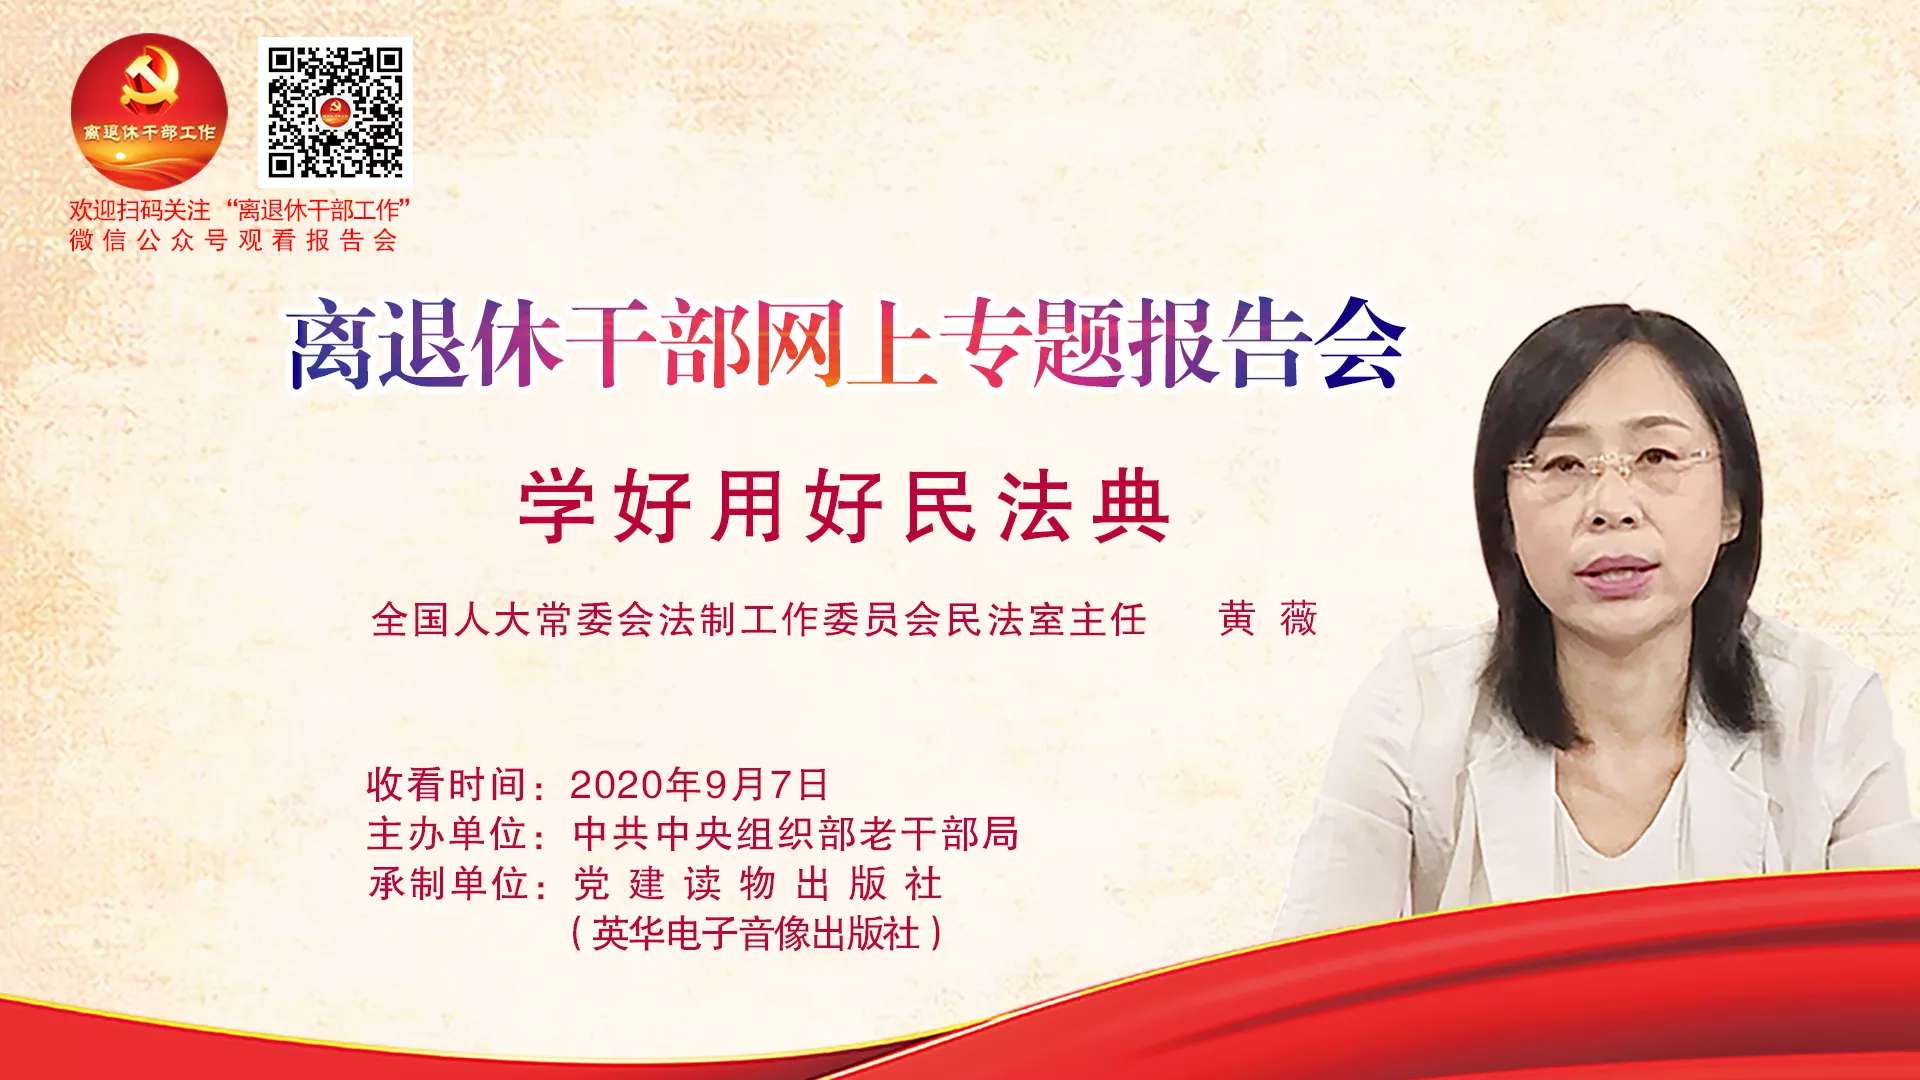 离退休干部工作
欢迎扫码关注“离退休干部工作”
微信公众号观看报告会
离退休干部网上专题报告会
学好用好民法典
全国人大常委会法制工作委员会民法室主任 黄薇
收看时间：2020年9月7日
主办单位：中共中央组织部老干部局
承制单位：党建读物出版社
（英华电子音像出版社）